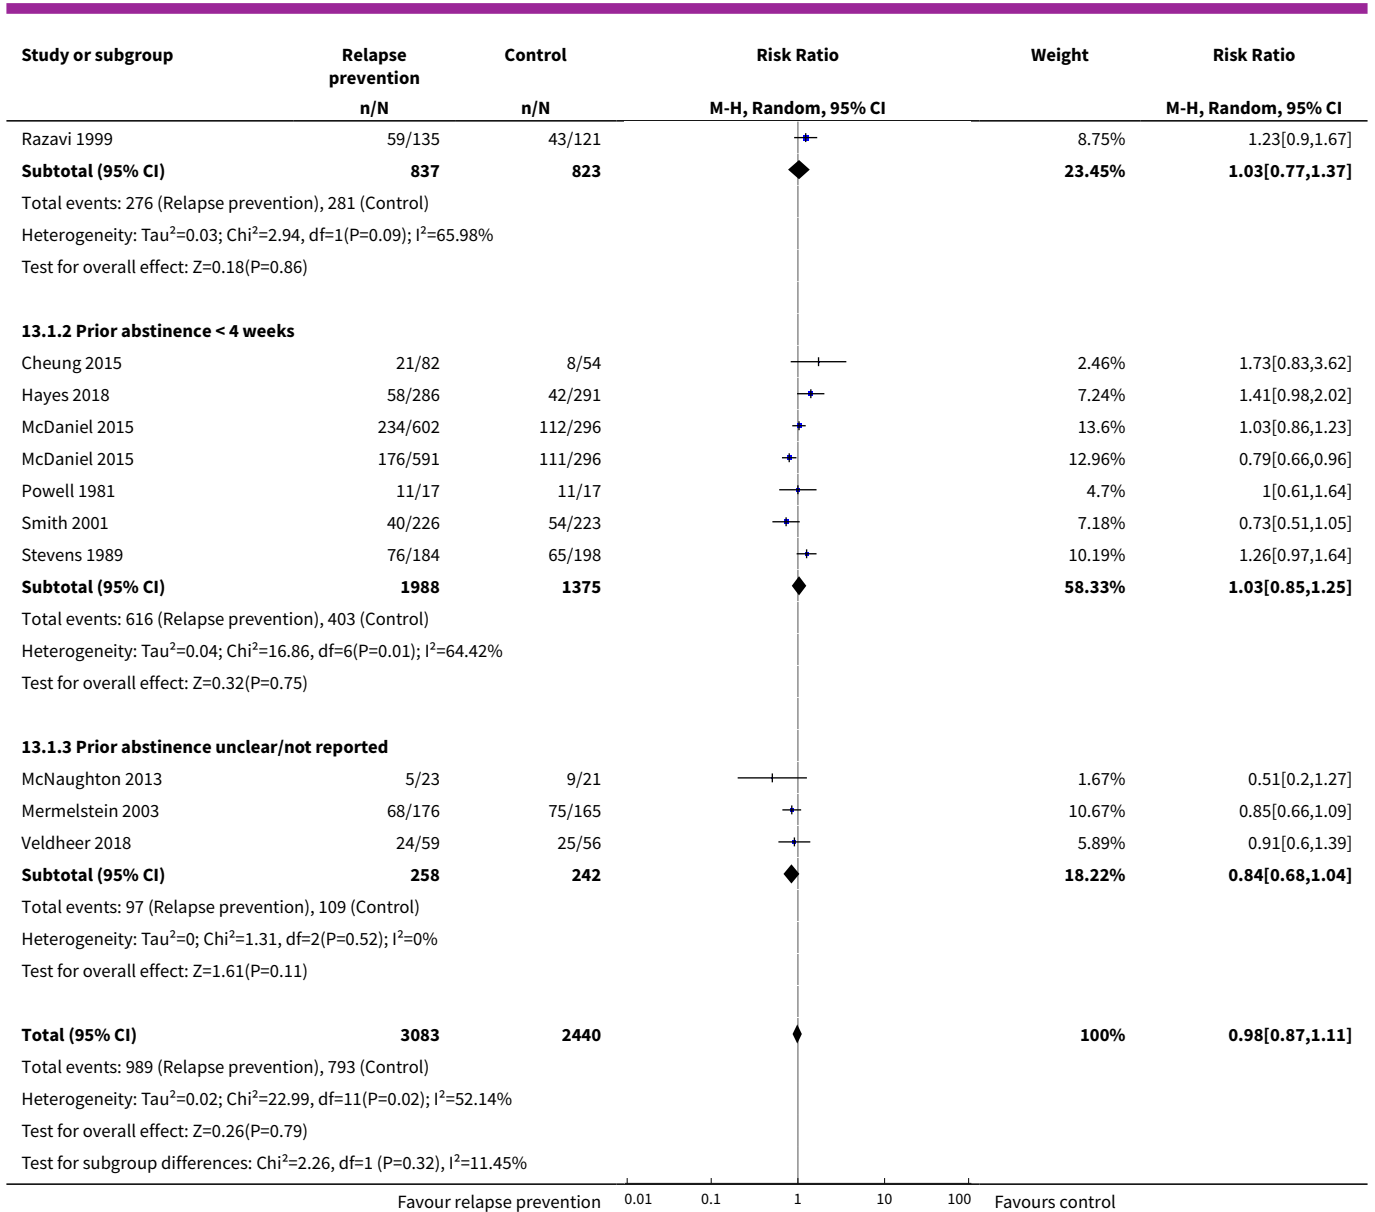 Study or subgroup Relapse prevention Control Risk Ratio Weight Risk Ratio
n/N n/N M-H, Random, 95% CI M-H, Random, 95% CI
Razavi 1999 59/135 43/121 8.75% 1.23[0.9,1.67]
Subtotal (95% CI) 837 823 23.45% 1.03[0.77,1.37]
Total events: 276 (Relapse prevention), 281 (Control)
Heterogeneity: Tau²=0.03; Chi²=2.94, df=1(P=0.09); I²=65.98%
Test for overall effect: Z=0.18(P=0.86)
13.1.2 Prior abstinence < 4 weeks
Cheung 2015 21/82 8/54 2.46% 1.73[0.83,3.62]
Hayes 2018 58/286 42/291 7.24% 1.41[0.98,2.02]
McDaniel 2015 234/602 112/296 13.6% 1.03[0.86,1.23]
McDaniel 2015 176/591 111/296 12.96% 0.79[0.66,0.96]
Powell 1981 11/17 11/17 4.7% 1[0.61,1.64]
Smith 2001 40/226 54/223 7.18% 0.73[0.51,1.05]
Stevens 1989 76/184 65/198 10.19% 1.26[0.97,1.64]
Subtotal (95% CI) 1988 1375 58.33% 1.03[0.85,1.25]
Total events: 616 (Relapse prevention), 403 (Control)
Heterogeneity: Tau²=0.04; Chi²=16.86, df=6(P=0.01); I²=64.42%
Test for overall effect: Z=0.32(P=0.75)
13.1.3 Prior abstinence unclear/not reported
McNaughton 2013 5/23 9/21 1.67% 0.51[0.2,1.27]
Mermelstein 2003 68/176 75/165 10.67% 0.85[0.66,1.09]
Veldheer 2018 24/59 25/56 5.89% 0.91[0.6,1.39]
Subtotal (95% CI) 258 242 18.22% 0.84[0.68,1.04]
Total events: 97 (Relapse prevention), 109 (Control)
Heterogeneity: Tau²=0; Chi²=1.31, df=2(P=0.52); I²=0%
Test for overall effect: Z=1.61(P=0.11)
Total (95% CI) 3083 2440 100% 0.98[0.87,1.11]
Total events: 989 (Relapse prevention), 793 (Control)
Heterogeneity: Tau²=0.02; Chi²=22.99, df=11(P=0.02); I²=52.14%
Test for overall effect: Z=0.26(P=0.79)
Test for subgroup differences: Chi²=2.26, df=1 (P=0.32), I²=11.45%
Favour relapse prevention 0.01 0.1 1 10 100 Favours control